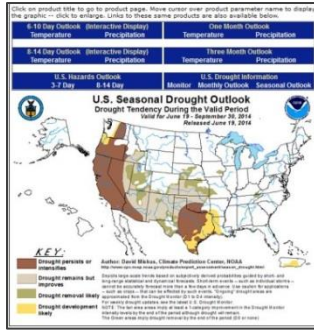 Click on product title to go to product page. Move cursor over product parameter name to display
the graphic -- click to enlarge. Links to these same products are also available below.
6-10 Day Outlook (Interactive Display)
Temperature Precipitation
One Month Outlook
Temperature Precipitation
8-14 Day Outlook (Interactive Display)
Temperature Precipitation
Three Month Outlook
Temperature Precipitation
U.S. Hazards Outlook
3-7 Day 8-14 Day
U.S. Drought Information
Monitor Monthly Outlook Seasonal Outlook
U.S. Seasonal Drought Outlook
Drought Tendency During the Valid Period
Valid for June 19 - September 30, 2014
Released June 19, 2014
KEY:
Drought persists or
intensifies
Drought remains but
improves
Drought removal likely
Drought development
likely
Author: David Miskus, Climate Prediction Center, NOAA